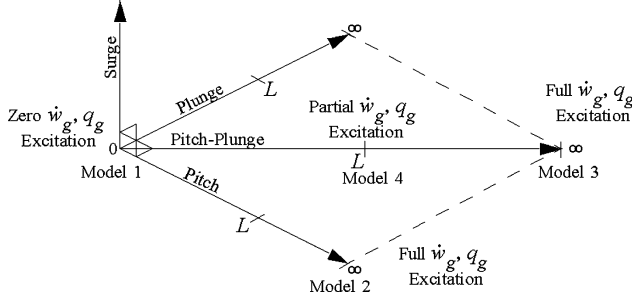 ∞
Surge
Plunge
L
Zero ẇg, qg
Excitation
Partial ẇg, qg
Excitation
Full ẇg, qg
Excitation
0
Pitch-Plunge
∞
Model 1
L
Model 4
Model 3
Pitch
L
∞
Model 2
Full ẇg, qg
Excitation